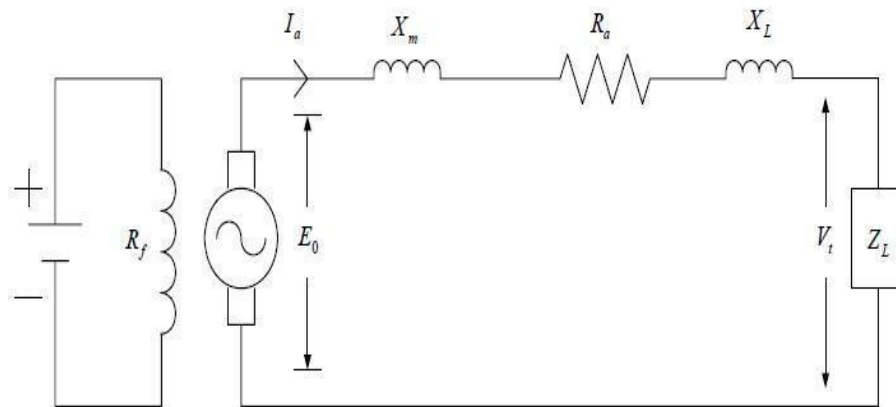 I_a
X_m
R_a
X_L
+
R_f
E_0
V_t
Z_L
−